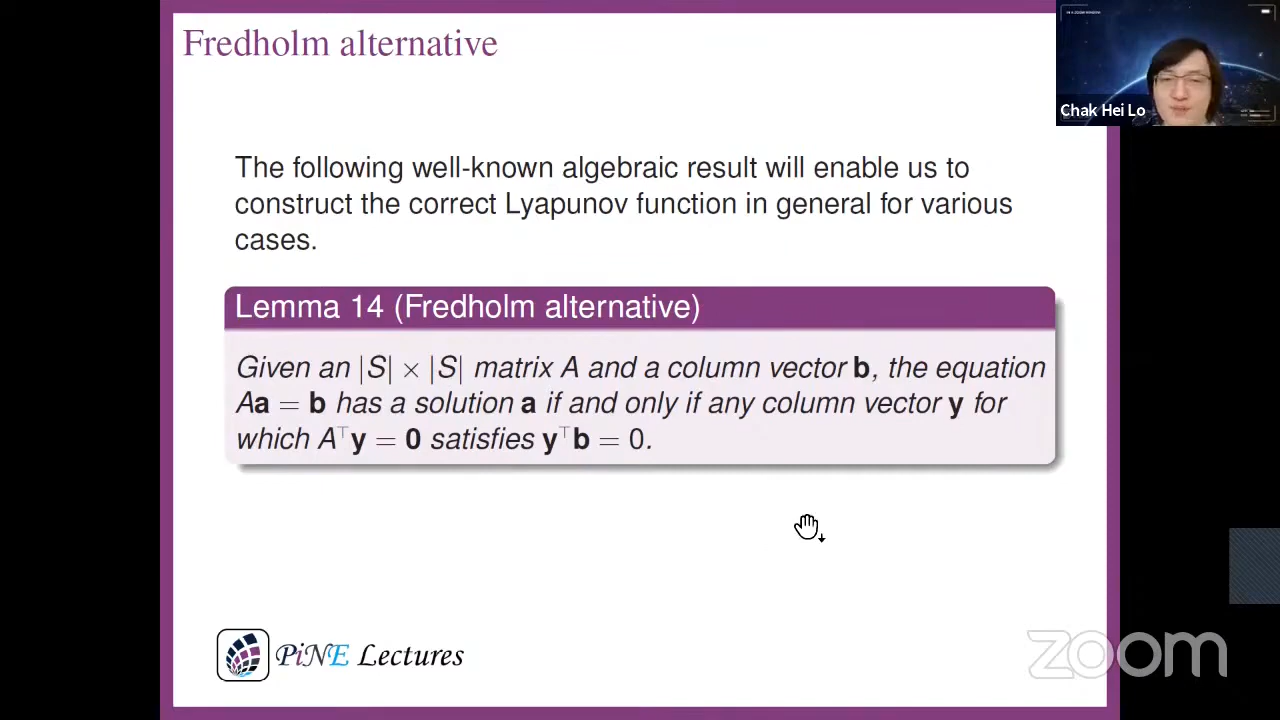 Fredholm alternative
Chak Hei Lo
The following well-known algebraic result will enable us to
construct the correct Lyapunov function in general for various
cases.
Lemma 14 (Fredholm alternative)
Given an |S| × |S| matrix A and a column vector b, the equation
Aa = b has a solution a if and only if any column vector y for
which A⊤y = 0 satisfies y⊤b = 0.
PiNE Lectures
zoom